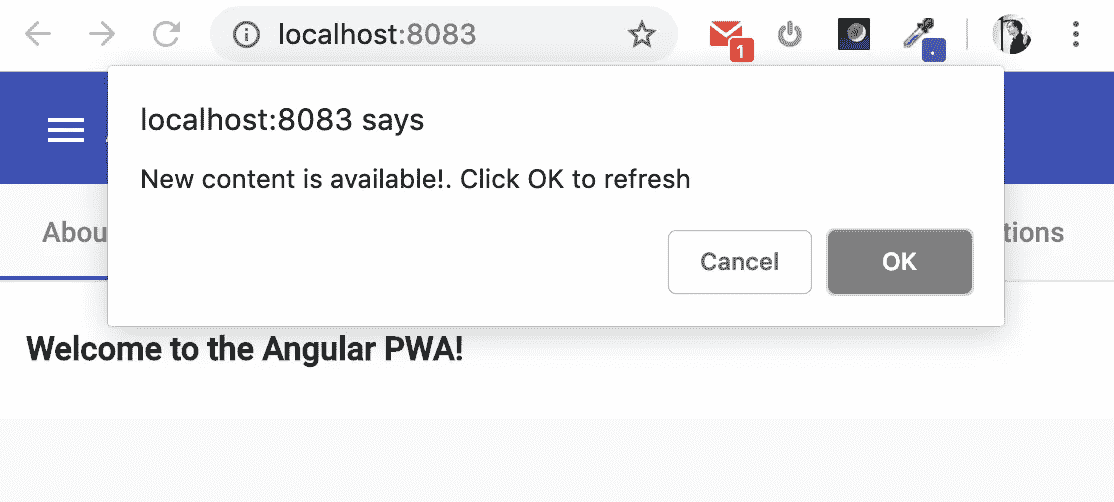 localhost:8083
1
localhost:8083 says
New content is available!. Click OK to refresh
Cancel
OK
Abou
tions
Welcome to the Angular PWA!